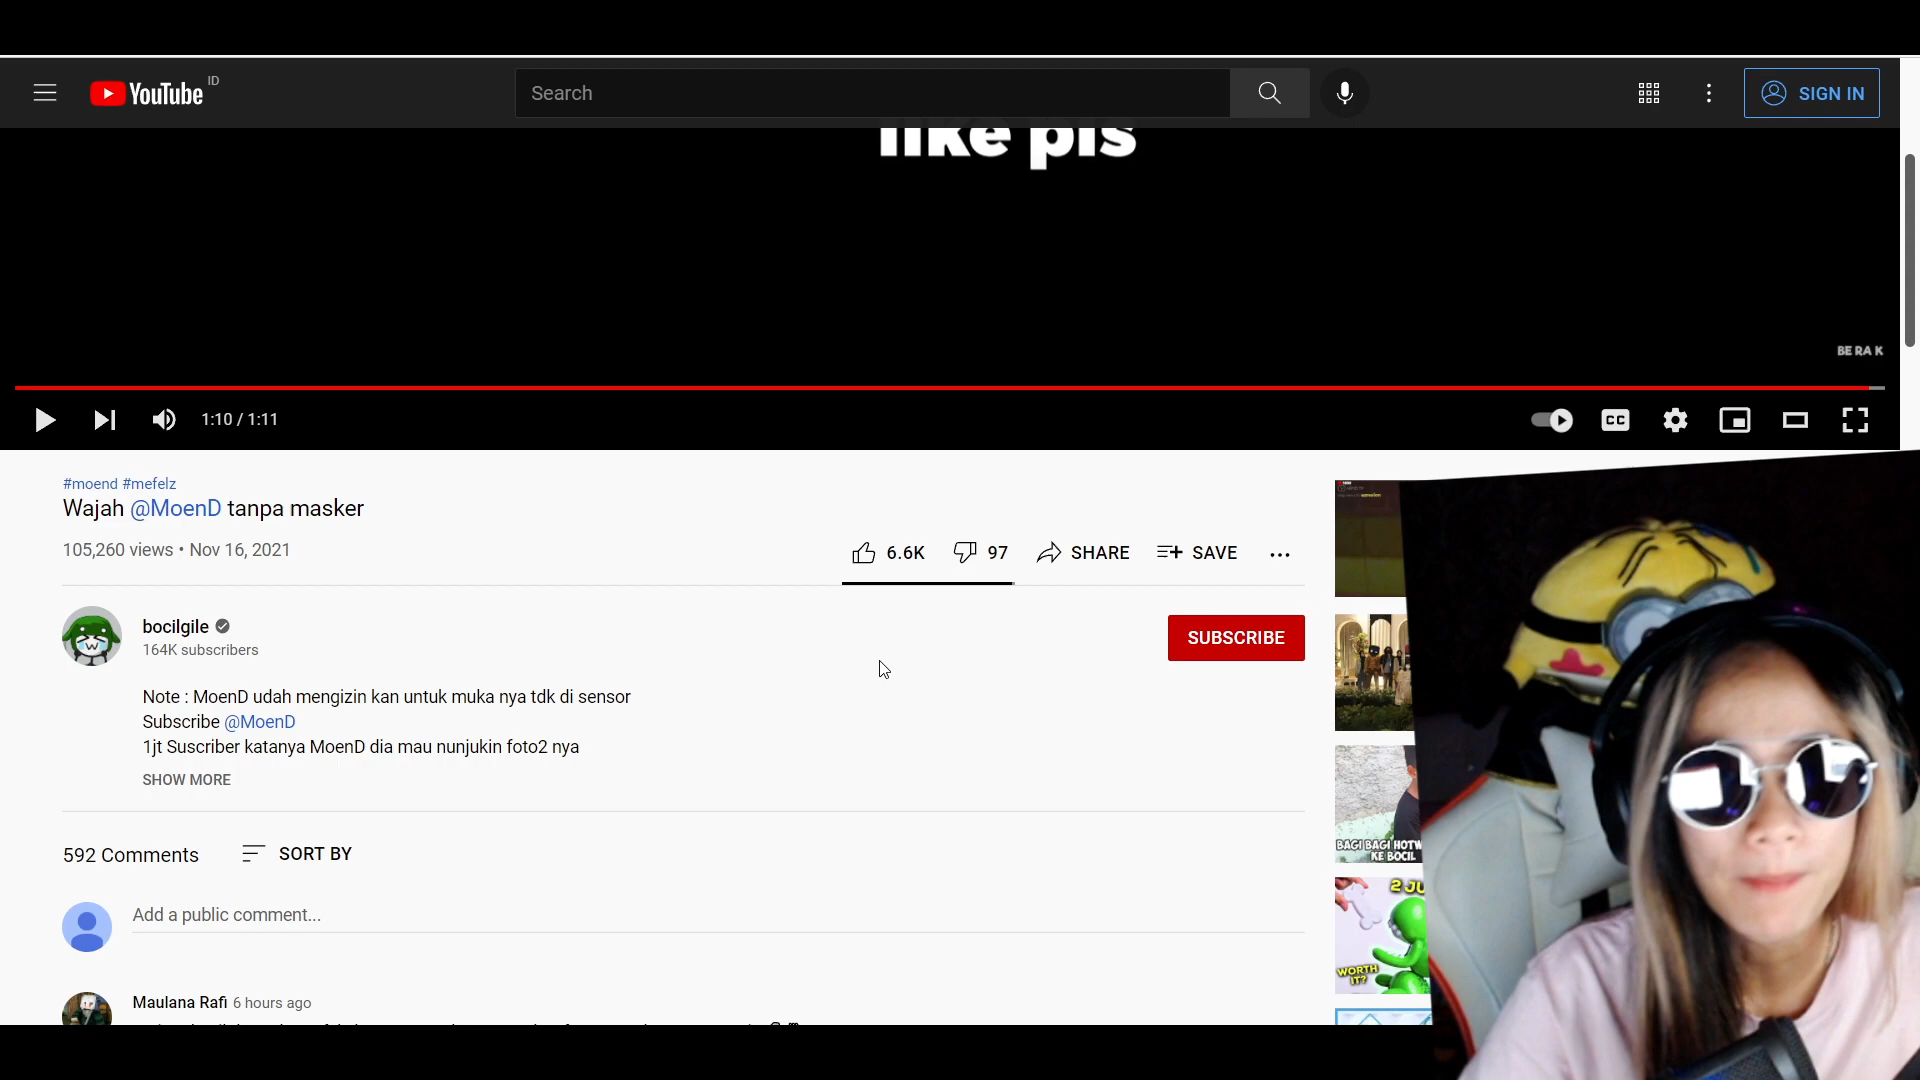 YouTube ID
Search
SIGN IN
like pls
BERAK
1:10 / 1:11
CC
#moend #mefelz
Wajah @MoenD tanpa masker
105,260 views • Nov 16, 2021
6.6K 97 SHARE SAVE ...
bocilgile
164K subscribers
SUBSCRIBE
Note : MoenD udah mengizin kan untuk muka nya tdk di sensor
Subscribe @MoenD
1jt Suscriber katanya MoenD dia mau nunjukin foto2 nya
SHOW MORE
BAGI BAGI HOTW
KE BOCIL
592 Comments SORT BY
2 JU
Add a public comment...
WORTH
IT?
Maulana Rafi 6 hours ago